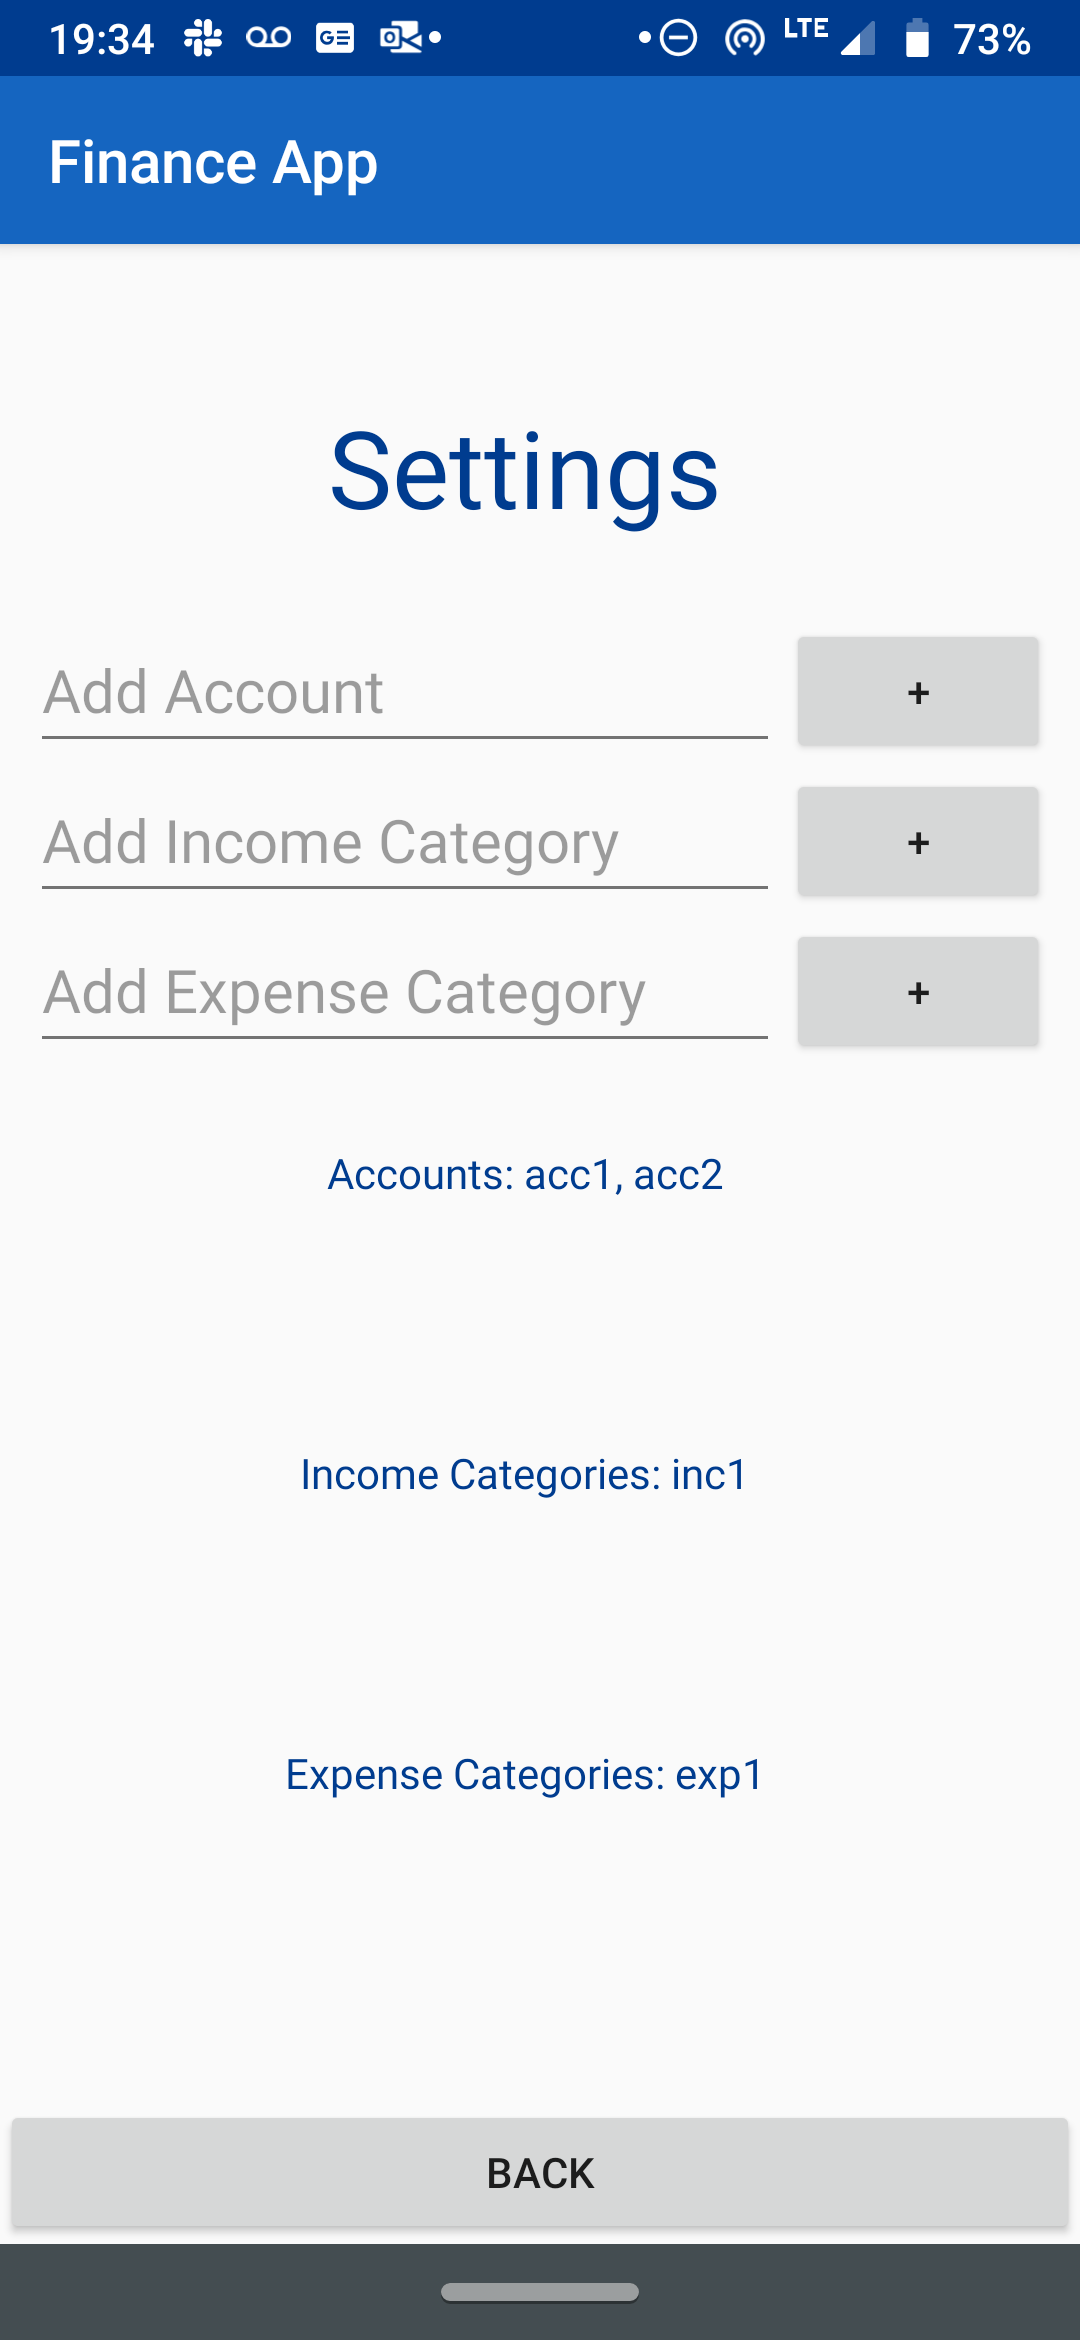 19:34 GE LTE 73%
Finance App
Settings
Add Account +
Add Income Category +
Add Expense Category +
Accounts: acc1, acc2
Income Categories: inc1
Expense Categories: exp1
BACK